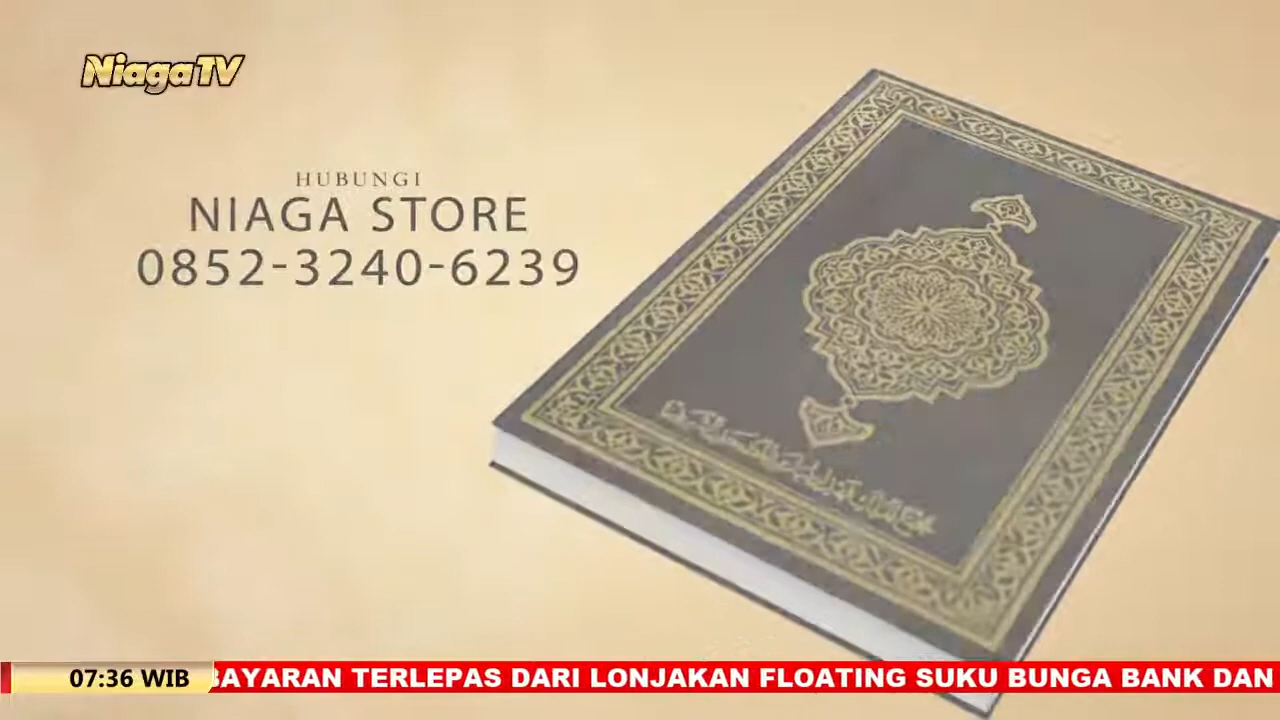 NiagaTV
HUBUNGI
NIAGA STORE
0852-3240-6239
07:36 WIB
BAYARAN TERLEPAS DARI LONJAKAN FLOATING SUKU BUNGA BANK DAN